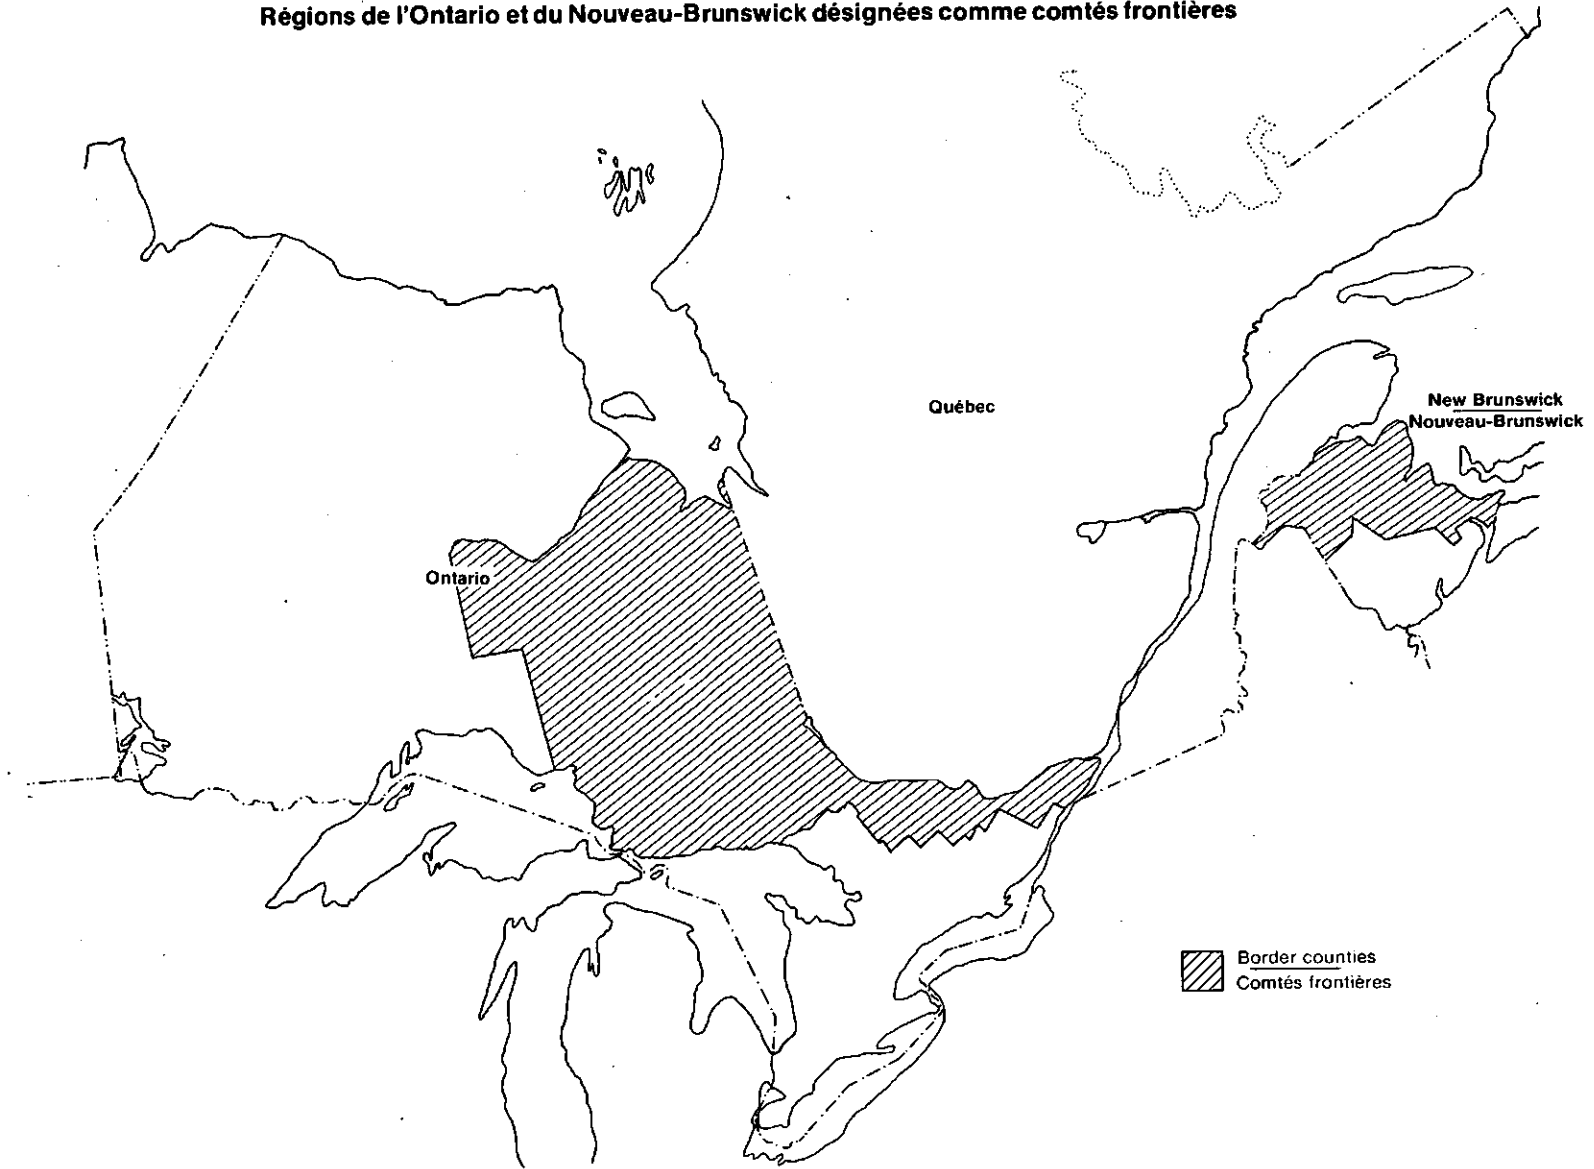 Régions de l'Ontario et du Nouveau-Brunswick désignées comme comtés frontières
Québec
New Brunswick
Nouveau-Brunswick
Ontario
Border counties
Comtés frontières